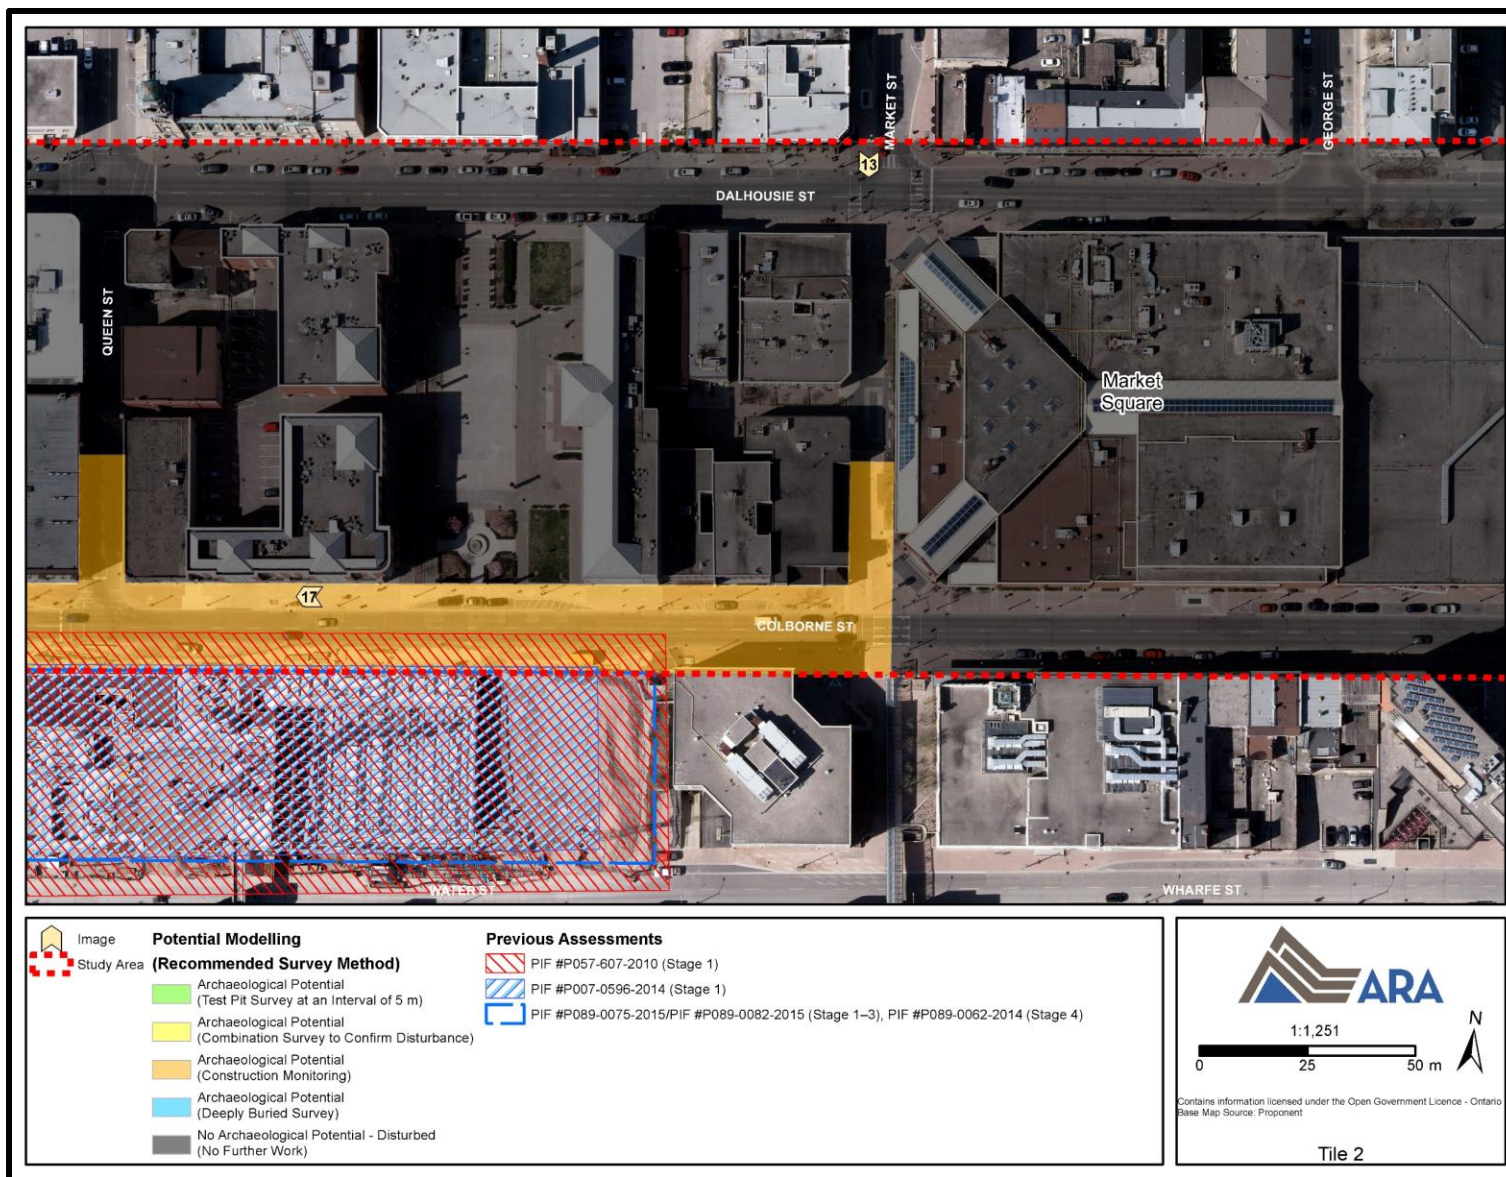 MARKET ST
GEORGE ST
13
DALHOUSIE ST
QUEEN ST
Market
Square
17
COLBORNE ST
WATER ST
WHARFE ST
Image
Study Area
Potential Modelling
(Recommended Survey Method)
Archaeological Potential
(Test Pit Survey at an Interval of 5 m)
Archaeological Potential
(Combination Survey to Confirm Disturbance)
Archaeological Potential
(Construction Monitoring)
Archaeological Potential
(Deeply Buried Survey)
No Archaeological Potential - Disturbed
(No Further Work)
Previous Assessments
PIF #P057-607-2010 (Stage 1)
PIF #P007-0596-2014 (Stage 1)
PIF #P089-0075-2015/PIF #P089-0082-2015 (Stage 1–3), PIF #P089-0062-2014 (Stage 4)
ARA
1:1,251
N
0 25 50 m
Contains information licensed under the Open Government Licence - Ontario
Base Map Source: Proponent
Tile 2